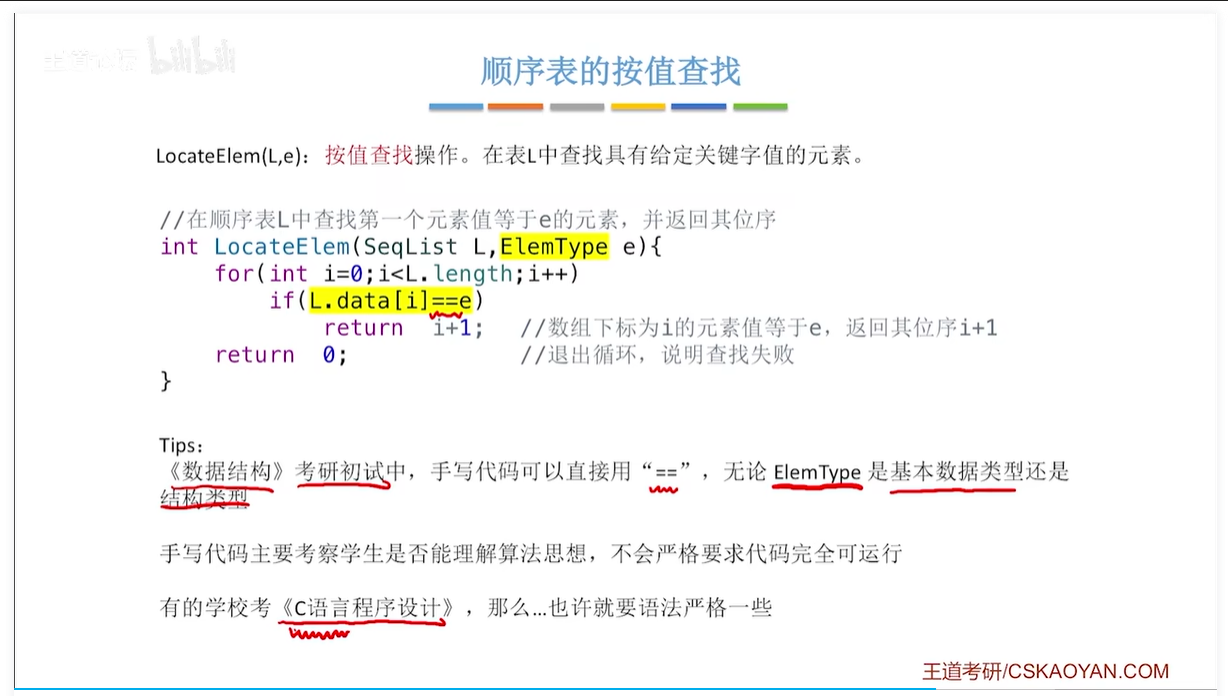 bilibili
顺序表的按值查找
LocateElem(L,e)：按值查找操作。在表L中查找具有给定关键字值的元素。
//在顺序表L中查找第一个元素值等于e的元素，并返回其位序
int LocateElem(SeqList L,ElemType e){
for(int i=0;i<L.length;i++)
if(L.data[i]==e)
return i+1; //数组下标为i的元素值等于e，返回其位序i+1
return 0; //退出循环，说明查找失败
}
Tips：
《数据结构》考研初试中，手写代码可以直接用“==”，无论 ElemType 是基本数据类型还是
结构类型
手写代码主要考察学生是否能理解算法思想，不会严格要求代码完全可运行
有的学校考《C语言程序设计》，那么…也许就要语法严格一些
王道考研/CSKAOYAN.COM